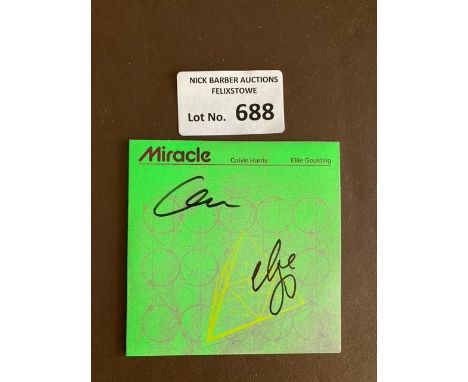 NICK BARBER AUCTIONS
FELIXSTOWE
Lot No. 688
Miracle Calvin Harris Ellie Goulding